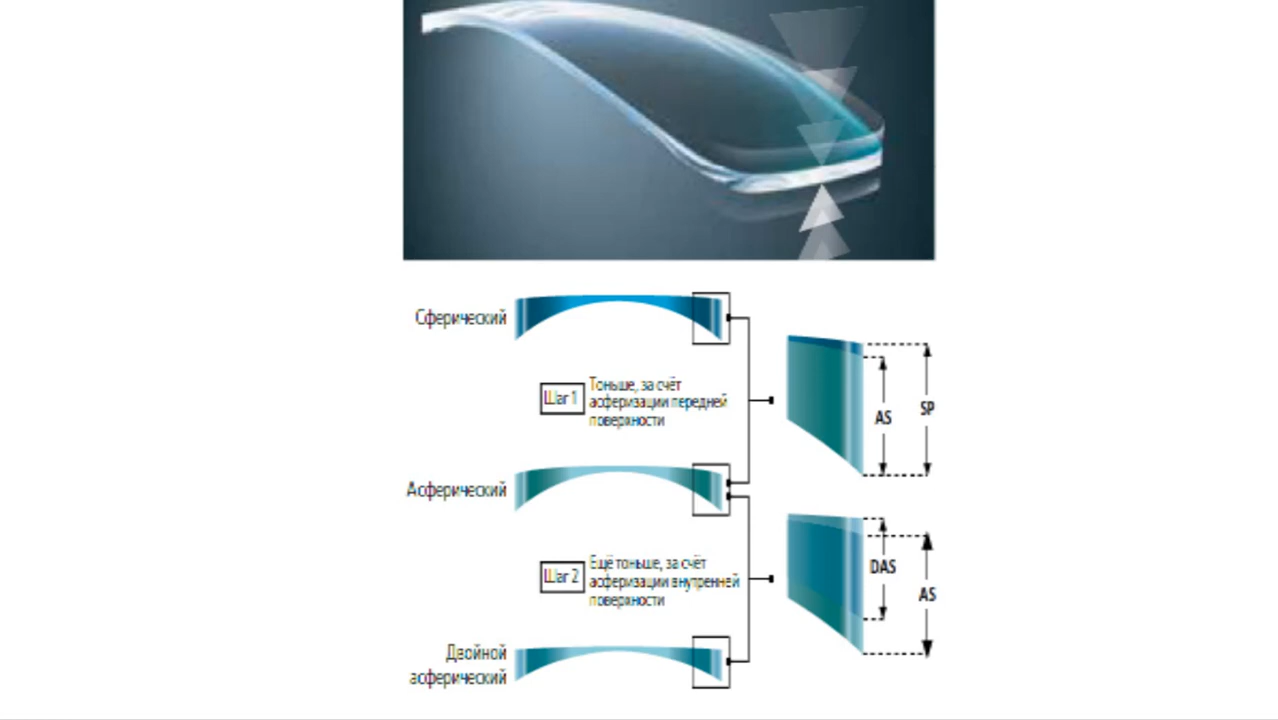 Сферический
Шаг 1
Тоньше, за счёт
асферизации передней
поверхности
AS
SP
Асферический
Шаг 2
Ещё тоньше, за счёт
асферизации внутренней
поверхности
DAS
AS
Двойной
асферический